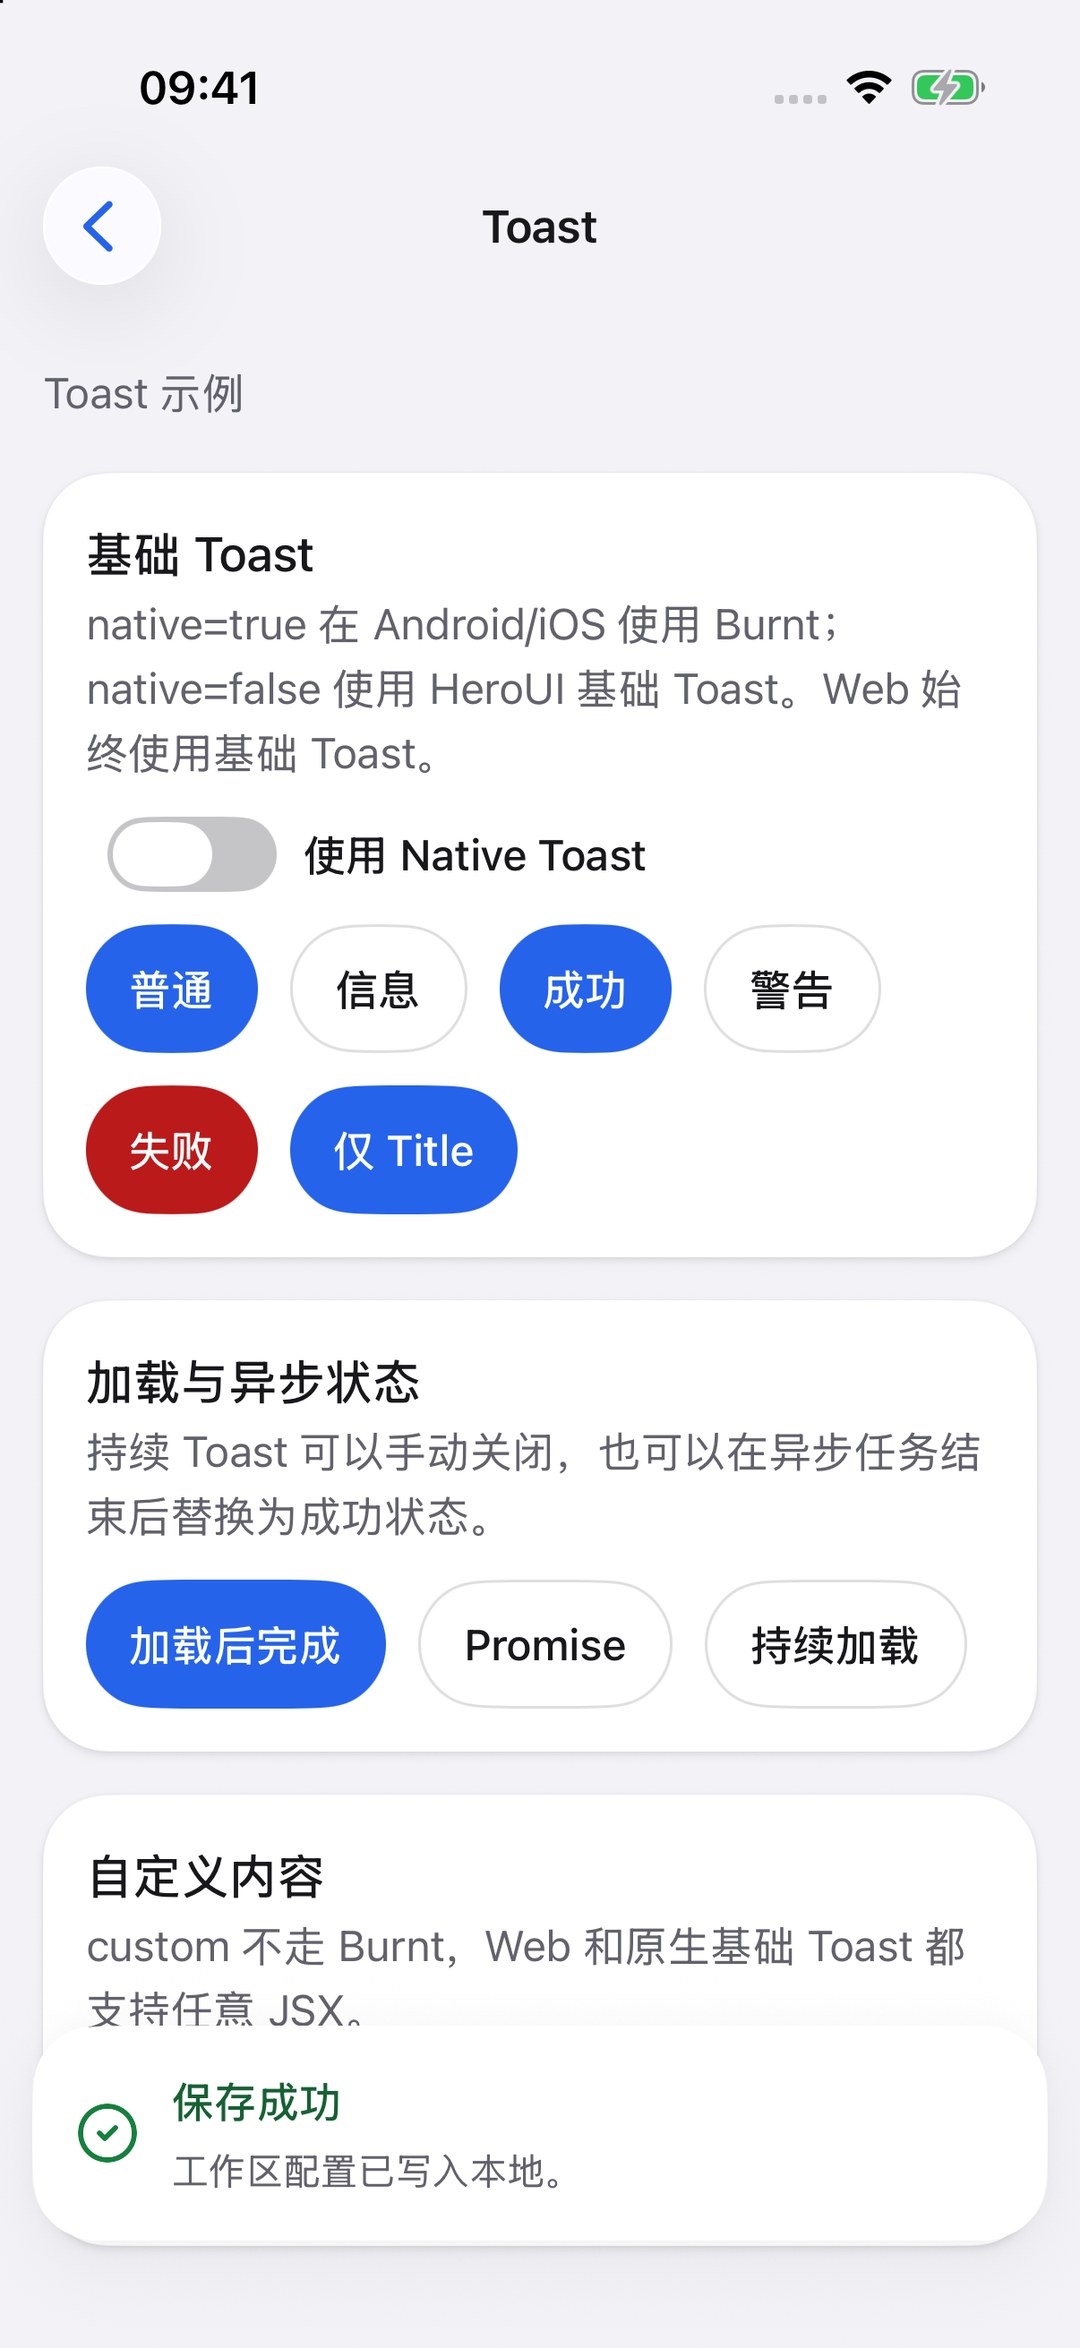 09:41
Toast
Toast 示例
基础 Toast
native=true 在 Android/iOS 使用 Burnt；
native=false 使用 HeroUI 基础 Toast。Web 始
终使用基础 Toast。
使用 Native Toast
普通 信息 成功 警告
失败 仅 Title
加载与异步状态
持续 Toast 可以手动关闭，也可以在异步任务结
束后替换为成功状态。
加载后完成 Promise 持续加载
自定义内容
custom 不走 Burnt，Web 和原生基础 Toast 都
支持任意 JSX。
保存成功
工作区配置已写入本地。